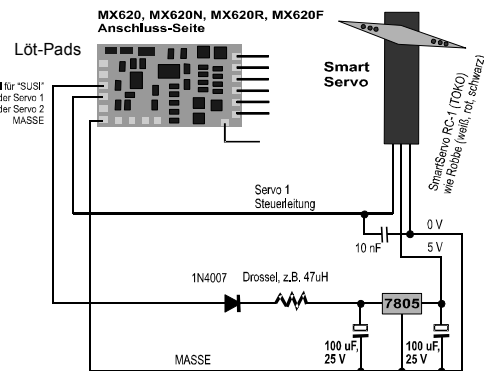 MX620, MX620N, MX620R, MX620F
Anschluss-Seite
Löt-Pads
für "SUSI"
der Servo 1
der Servo 2
MASSE
Smart
Servo
SmartServo RC-1 (TOKO)
wie Robbe (weiß, rot, schwarz)
Servo 1
Steuerleitung
0 V
10 nF
5 V
1N4007
Drossel, z.B. 47uH
7805
100 uF,
25 V
100 uF,
25 V
MASSE